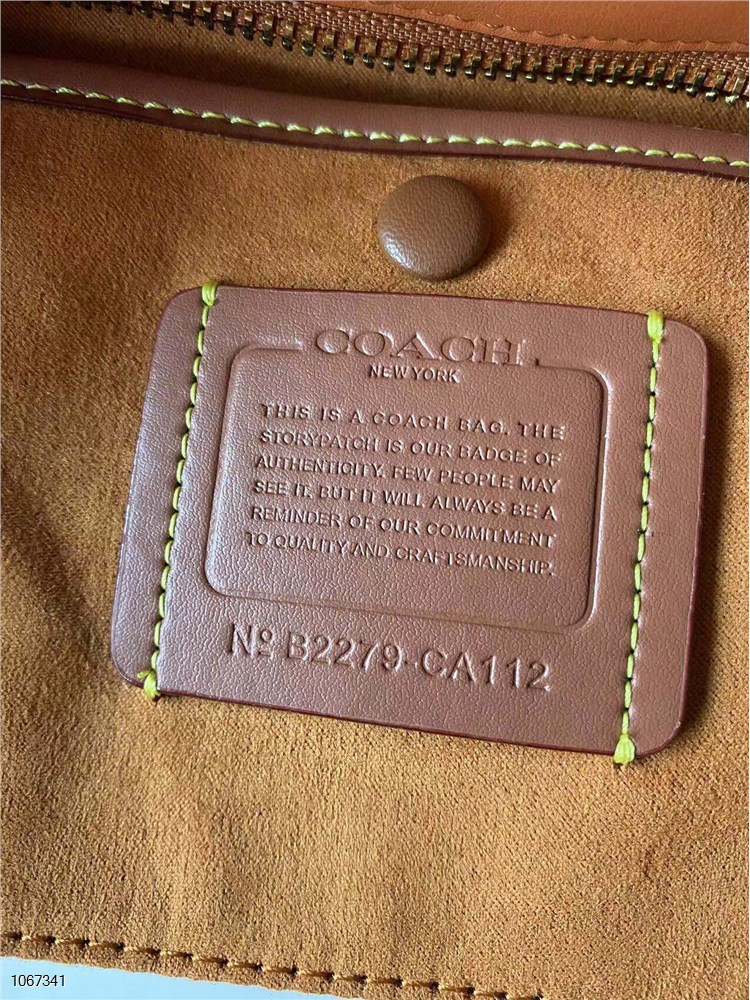 COACH
NEW YORK
THIS IS A COACH BAG. THE
STORYPATCH IS OUR BADGE OF
AUTHENTICITY. FEW PEOPLE MAY
SEE IT, BUT IT WILL ALWAYS BE A
REMINDER OF OUR COMMITMENT
TO QUALITY AND CRAFTSMANSHIP.
Nº B2279-CA112
1067341